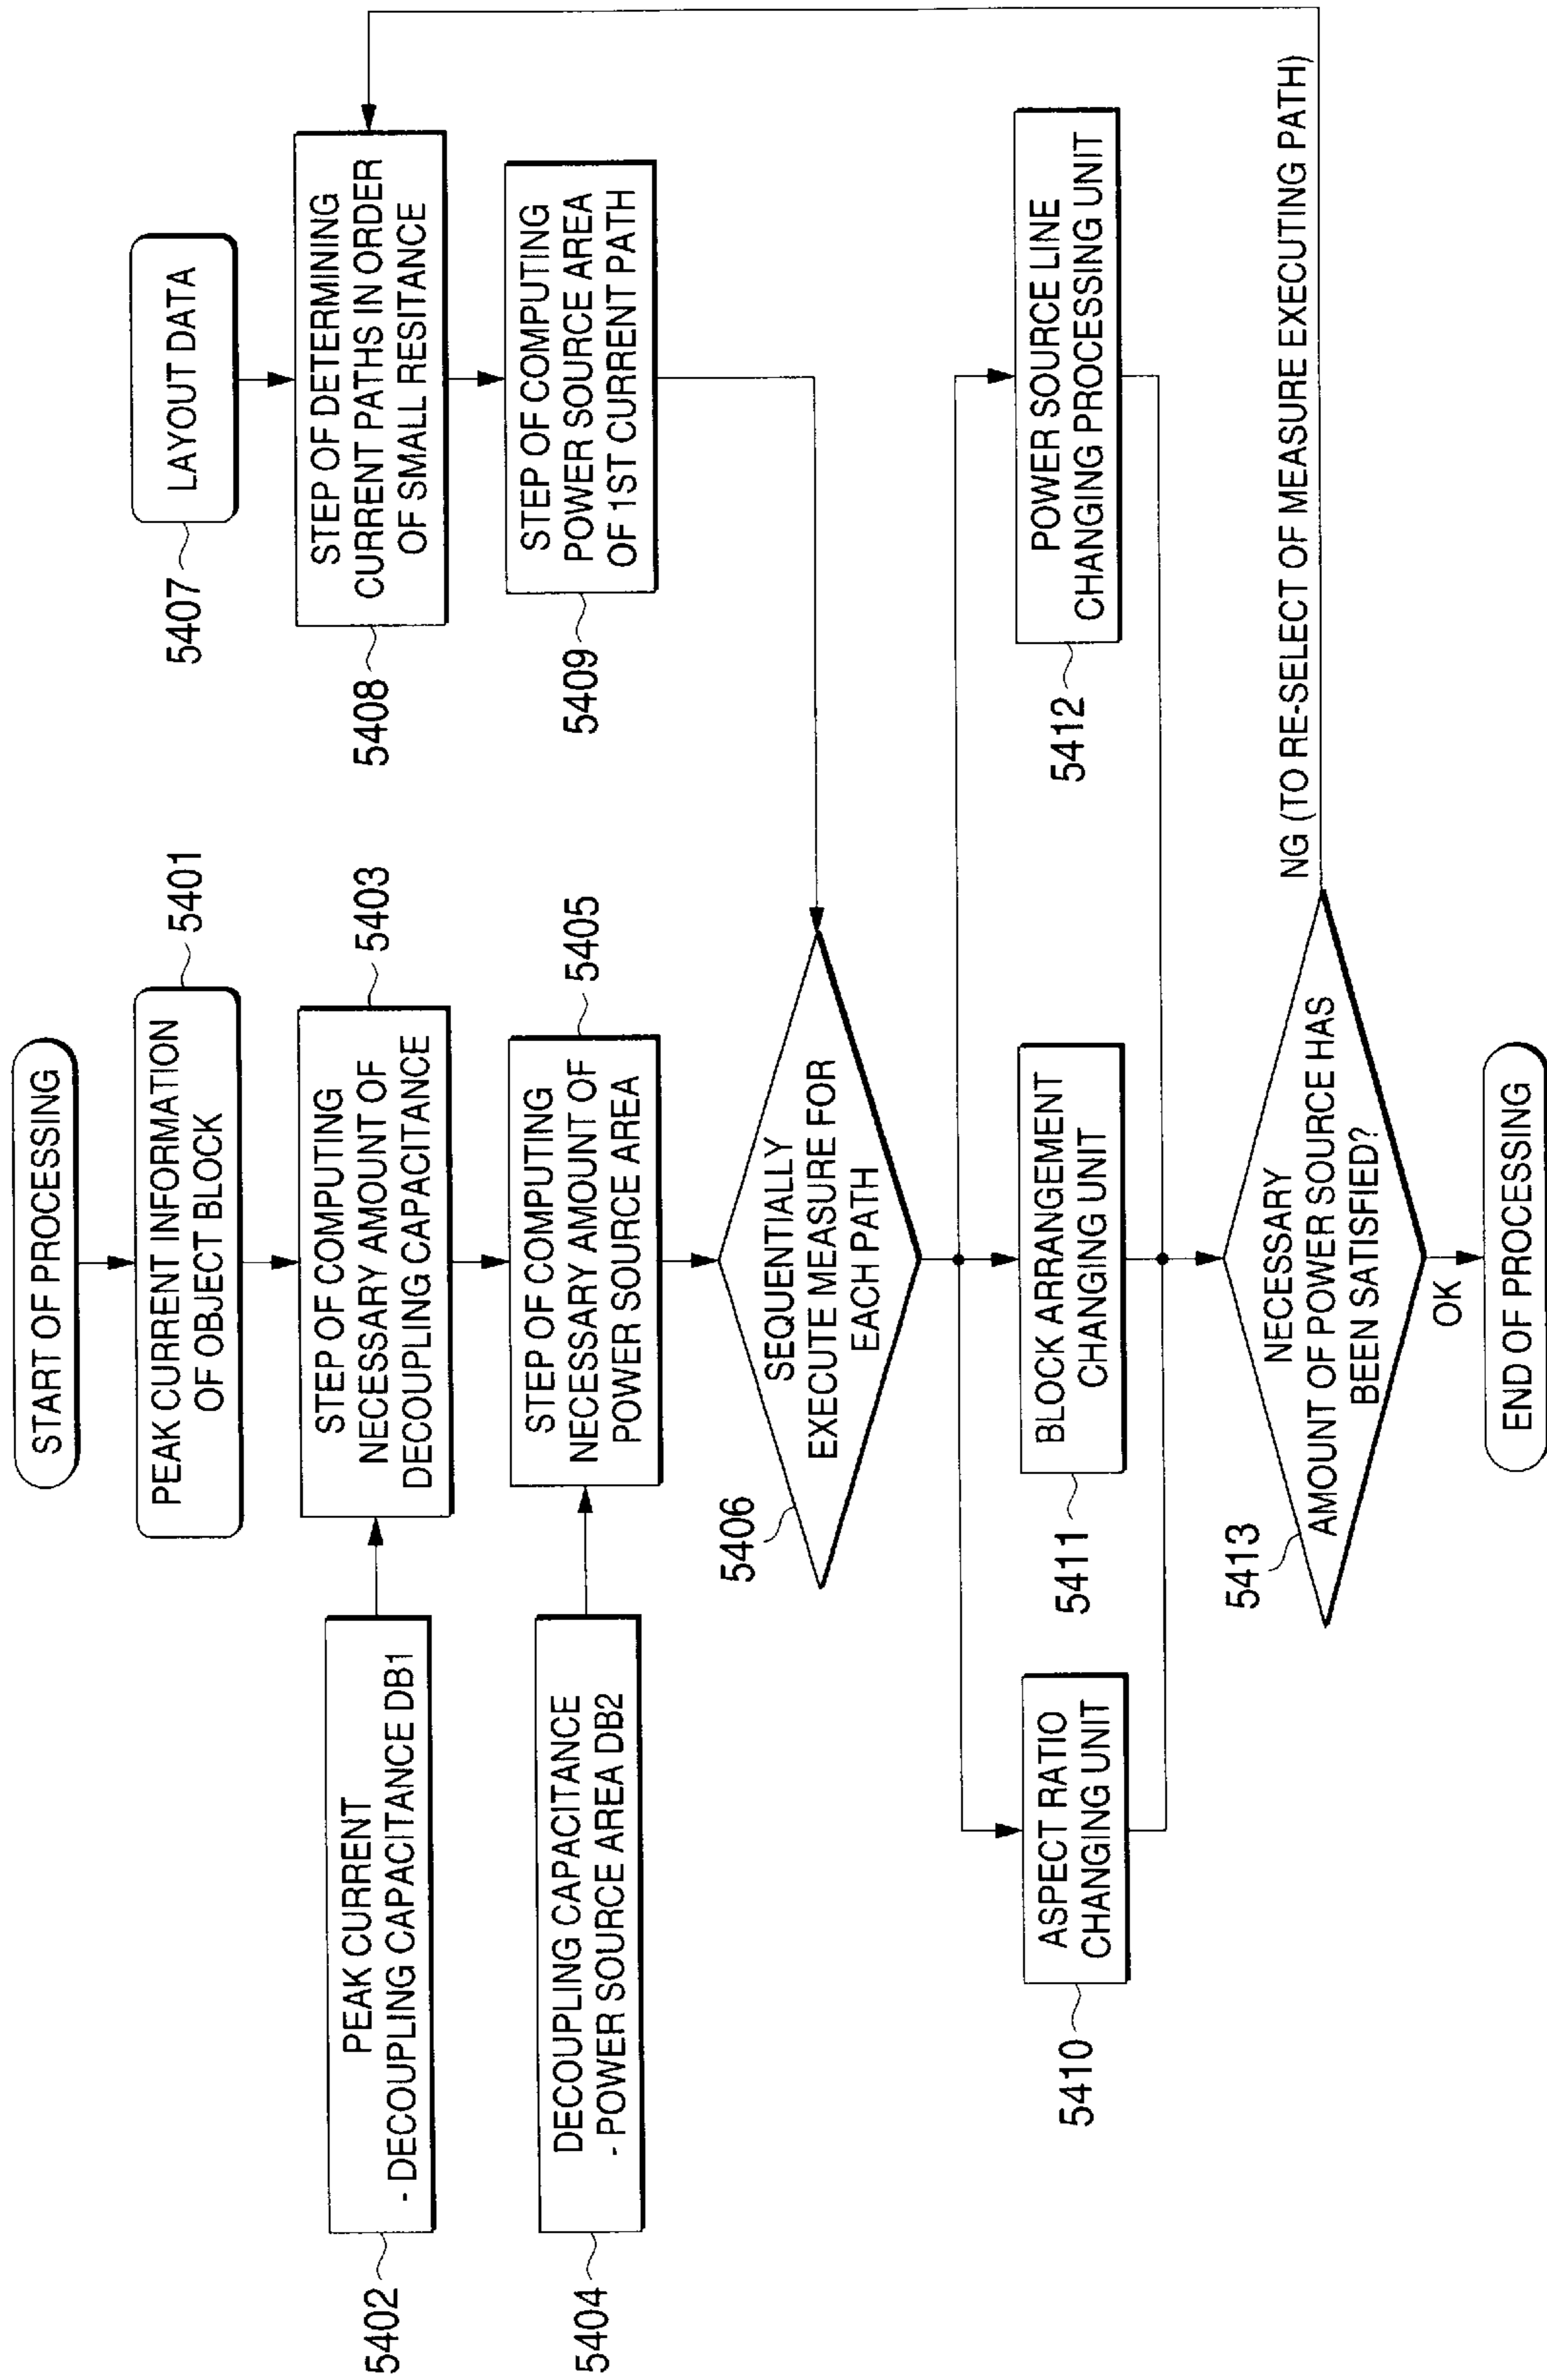 START OF PROCESSING
PEAK CURRENT INFORMATION
OF OBJECT BLOCK
5401
LAYOUT DATA
5407
PEAK CURRENT
- DECOUPLING CAPACITANCE DB1
5402
STEP OF COMPUTING
NECESSARY AMOUNT OF
DECOUPLING CAPACITANCE
5403
STEP OF DETERMINING
CURRENT PATHS IN ORDER
OF SMALL RESITANCE
5408
DECOUPLING CAPACITANCE
- POWER SOURCE AREA DB2
5404
STEP OF COMPUTING
NECESSARY AMOUNT OF
POWER SOURCE AREA
5405
STEP OF COMPUTING
POWER SOURCE AREA
OF 1ST CURRENT PATH
5409
5406
SEQUENTIALLY
EXECUTE MEASURE FOR
EACH PATH
ASPECT RATIO
CHANGING UNIT
5410
BLOCK ARRANGEMENT
CHANGING UNIT
5411
POWER SOURCE LINE
CHANGING PROCESSING UNIT
5412
5413
NECESSARY
AMOUNT OF POWER SOURCE HAS
BEEN SATISFIED?
NG (TO RE-SELECT OF MEASURE EXECUTING PATH)
OK
END OF PROCESSING